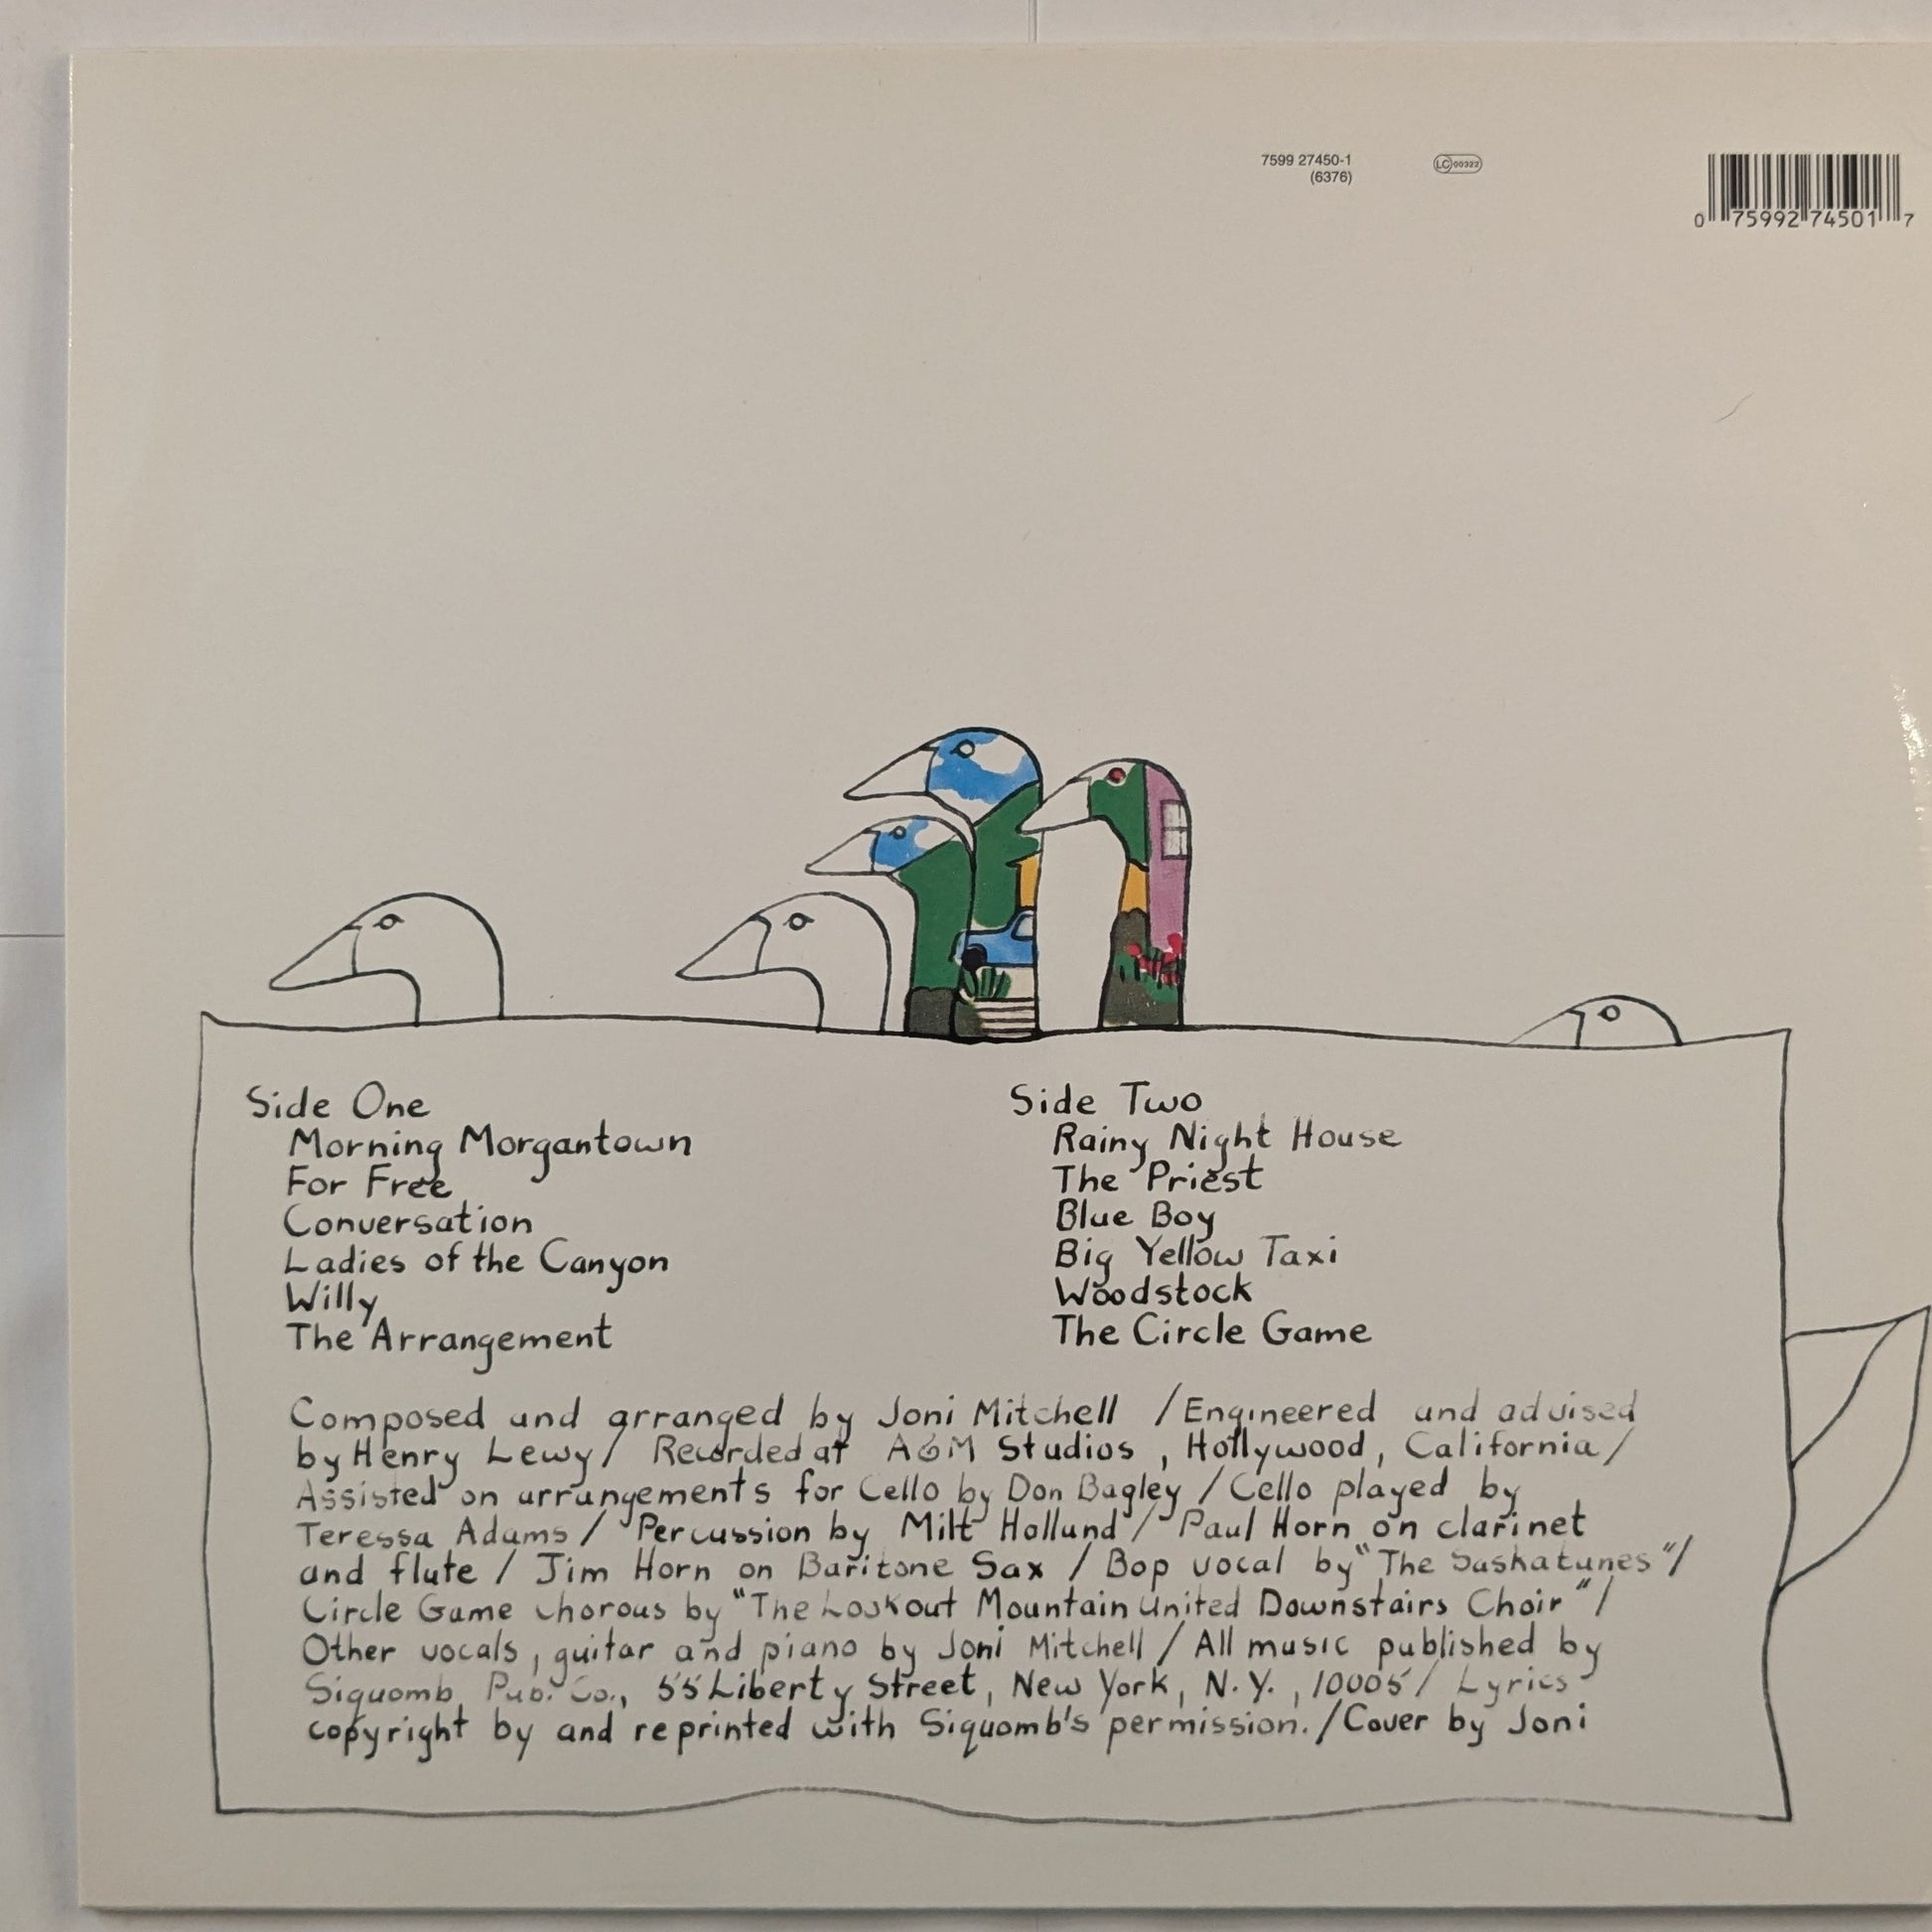 7599 27450-1
(6376)
LC 00322
0 75992 74501 7
Side One
Morning Morgantown
For Free
Conversation
Ladies of the Canyon
Willy
The Arrangement
Side Two
Rainy Night House
The Priest
Blue Boy
Big Yellow Taxi
Woodstock
The Circle Game
Composed and arranged by Joni Mitchell / Engineered and advised
by Henry Lewy / Recorded at A&M Studios, Hollywood, California /
Assisted on arrangements for Cello by Don Bagley / Cello played by
Teressa Adams / Percussion by Milt Holland / Paul Horn on clarinet
and flute / Jim Horn on Baritone Sax / Bop vocal by "The Saskatunes" /
Circle Game chorous by "The Lookout Mountain United Downstairs Choir" /
Other vocals, guitar and piano by Joni Mitchell / All music published by
Siquomb Pub. Co., 55 Liberty Street, New York, N.Y., 10005 / Lyrics
copyright by and reprinted with Siquomb's permission. / Cover by Joni